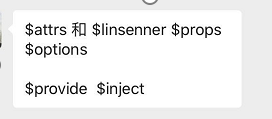 $attrs 和 $linsenner $props
$options
$provide  $inject